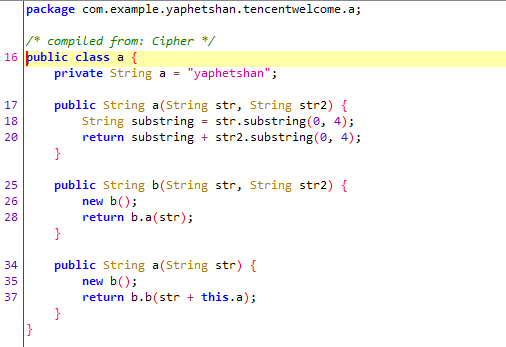 package com.example.yaphetshan.tencentwelcome.a;
/* compiled from: Cipher */
16 public class a {
private String a = "yaphetshan";
17 public String a(String str, String str2) {
18 String substring = str.substring(0, 4);
20 return substring + str2.substring(0, 4);
}
25 public String b(String str, String str2) {
26 new b();
28 return b.a(str);
}
34 public String a(String str) {
35 new b();
37 return b.b(str + this.a);
}
}